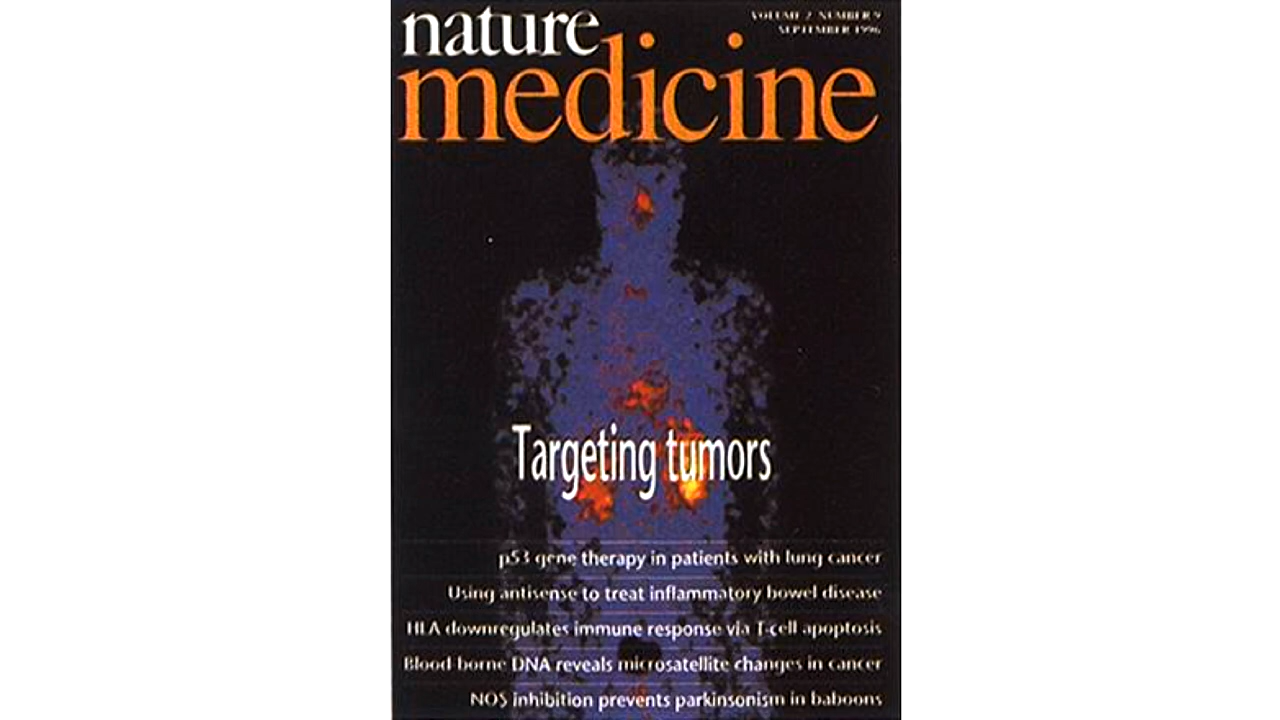 nature
VOLUME 2 NUMBER 9
SEPTEMBER 1996
medicine
Targeting tumors
p53 gene therapy in patients with lung cancer
Using antisense to treat inflammatory bowel disease
HLA downregulates immune response via T-cell apoptosis
Blood-borne DNA reveals microsatellite changes in cancer
NOS inhibition prevents parkinsonism in baboons